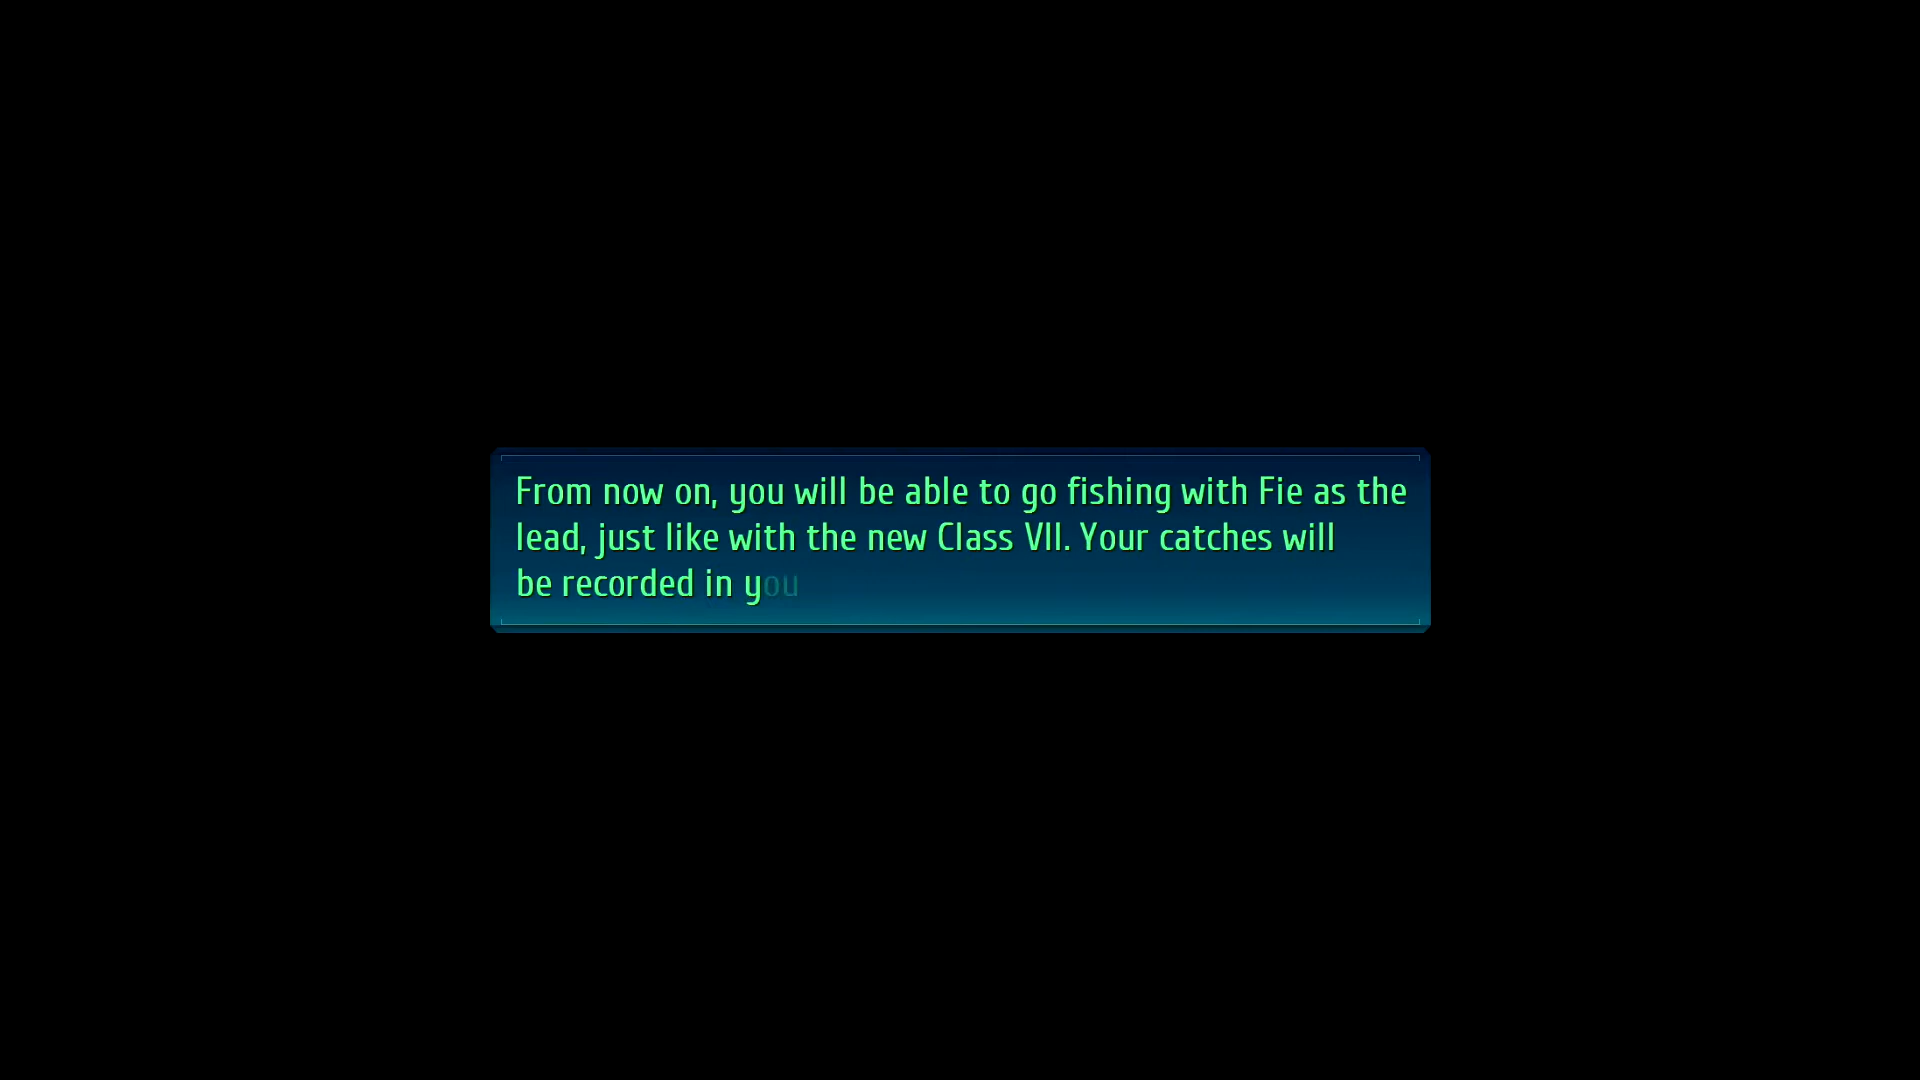 From now on, you will be able to go fishing with Fie as the
lead, just like with the new Class VII. Your catches will
be recorded in you